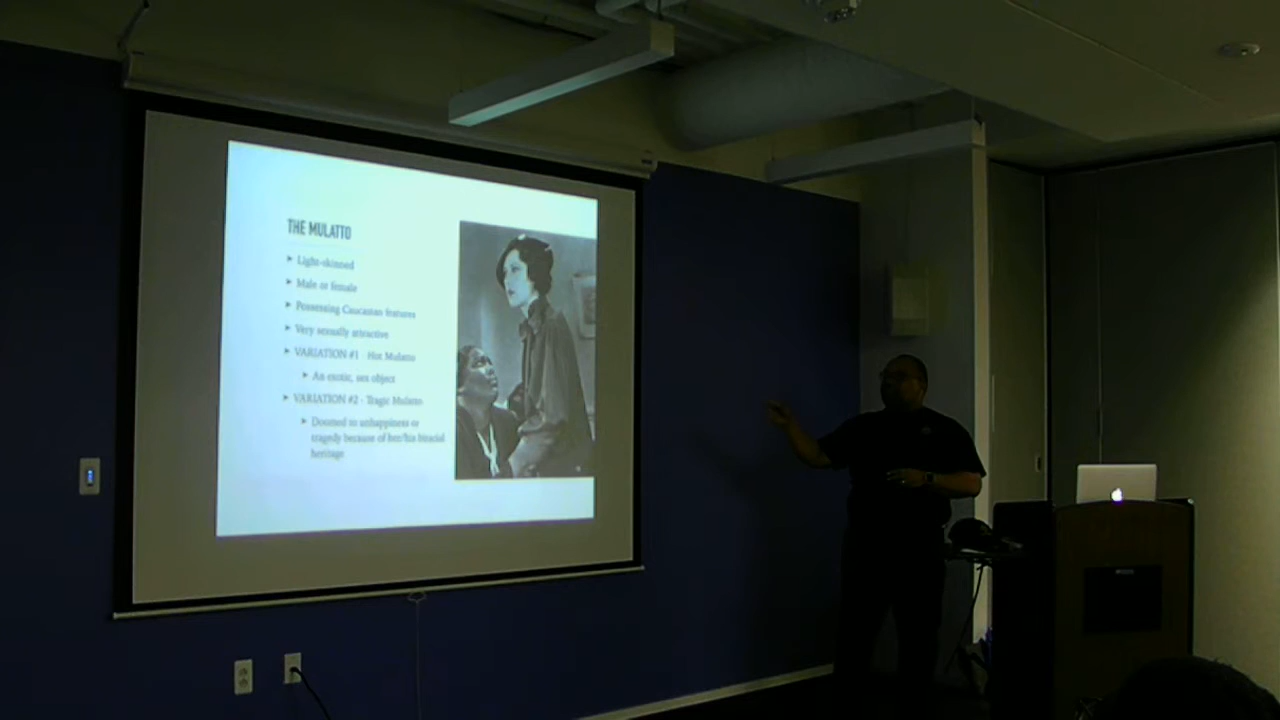 THE MULATTO
➤ Light-skinned
➤ Male or female
➤ Possessing Caucasian features
➤ Very sexually attractive
➤ VARIATION #1 - Hot Mulatto
➤ An exotic, sex object
➤ VARIATION #2 - Tragic Mulatto
➤ Doomed to unhappiness or
tragedy because of her/his biracial
heritage